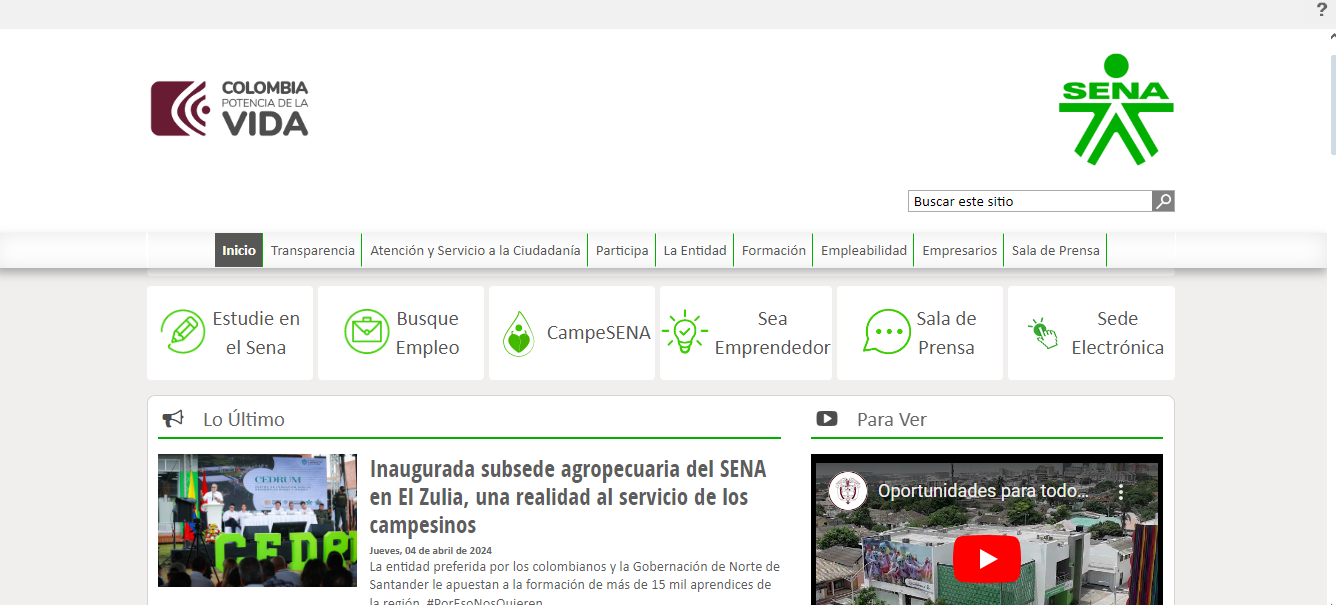 ?
COLOMBIA
POTENCIA DE LA
VIDA
SENA
Buscar este sitio
Inicio
Transparencia
Atención y Servicio a la Ciudadanía
Participa
La Entidad
Formación
Empleabilidad
Empresarios
Sala de Prensa
Estudie en
el Sena
Busque
Empleo
CampeSENA
Sea
Emprendedor
Sala de
Prensa
Sede
Electrónica
Lo Último
CEDRUM
CEDR
Inaugurada subsede agropecuaria del SENA
en El Zulia, una realidad al servicio de los
campesinos
Jueves, 04 de abril de 2024
La entidad preferida por los colombianos y la Gobernación de Norte de
Santander le apuestan a la formación de más de 15 mil aprendices de
la región. #PorEsoNosQuieren
Para Ver
Oportunidades para todo...